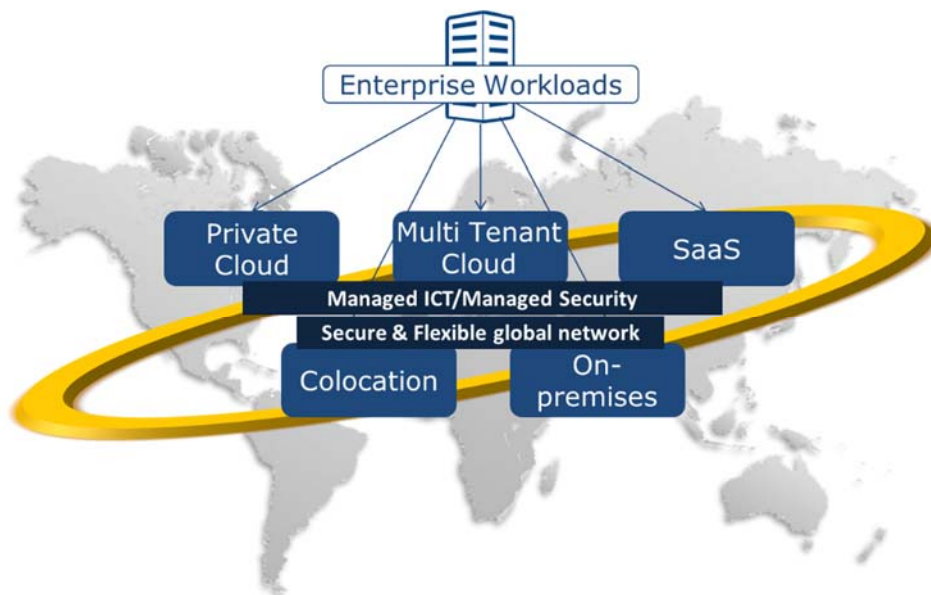 Enterprise Workloads
Private
Cloud
Multi Tenant
Cloud
SaaS
Managed ICT/Managed Security
Secure & Flexible global network
Colocation
On-
premises